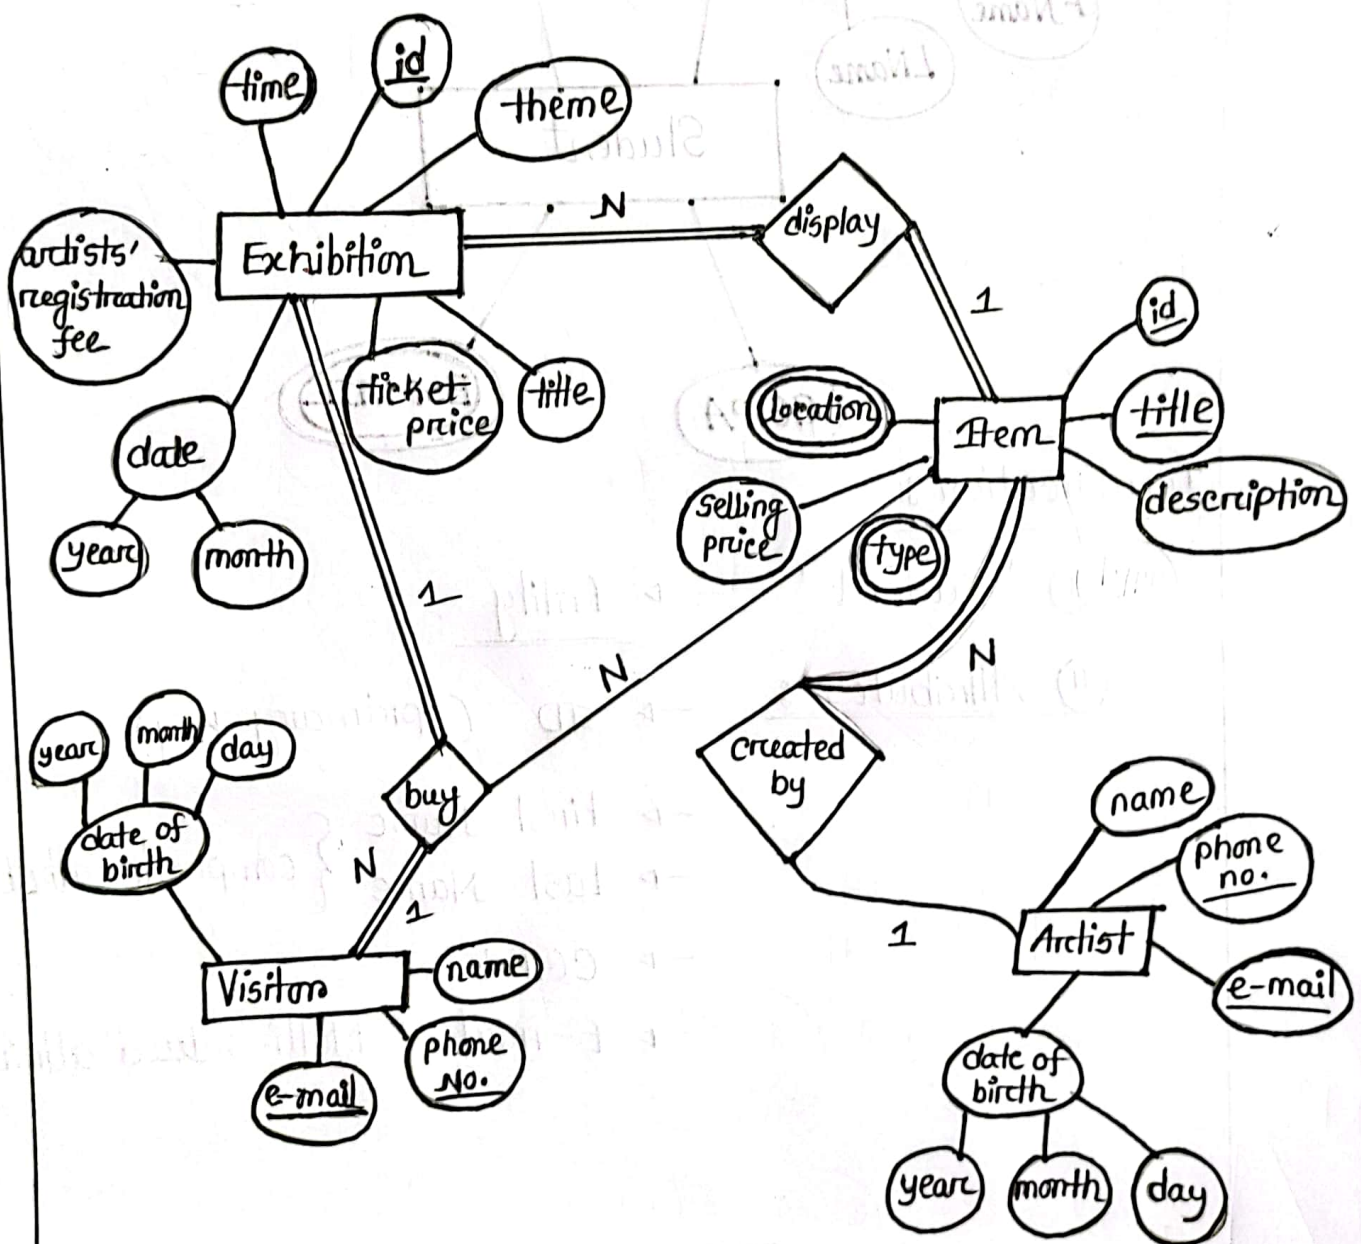 time
id
theme
artists'
registration
fee
Exhibition
N
display
1
ticket
price
title
date
year
month
location
Item
id
title
description
selling
price
type
1
N
N
year
month
day
date of
birth
buy
N
1
created
by
1
Visitor
name
phone
No.
e-mail
Artist
name
phone
no.
e-mail
date of
birth
year
month
day